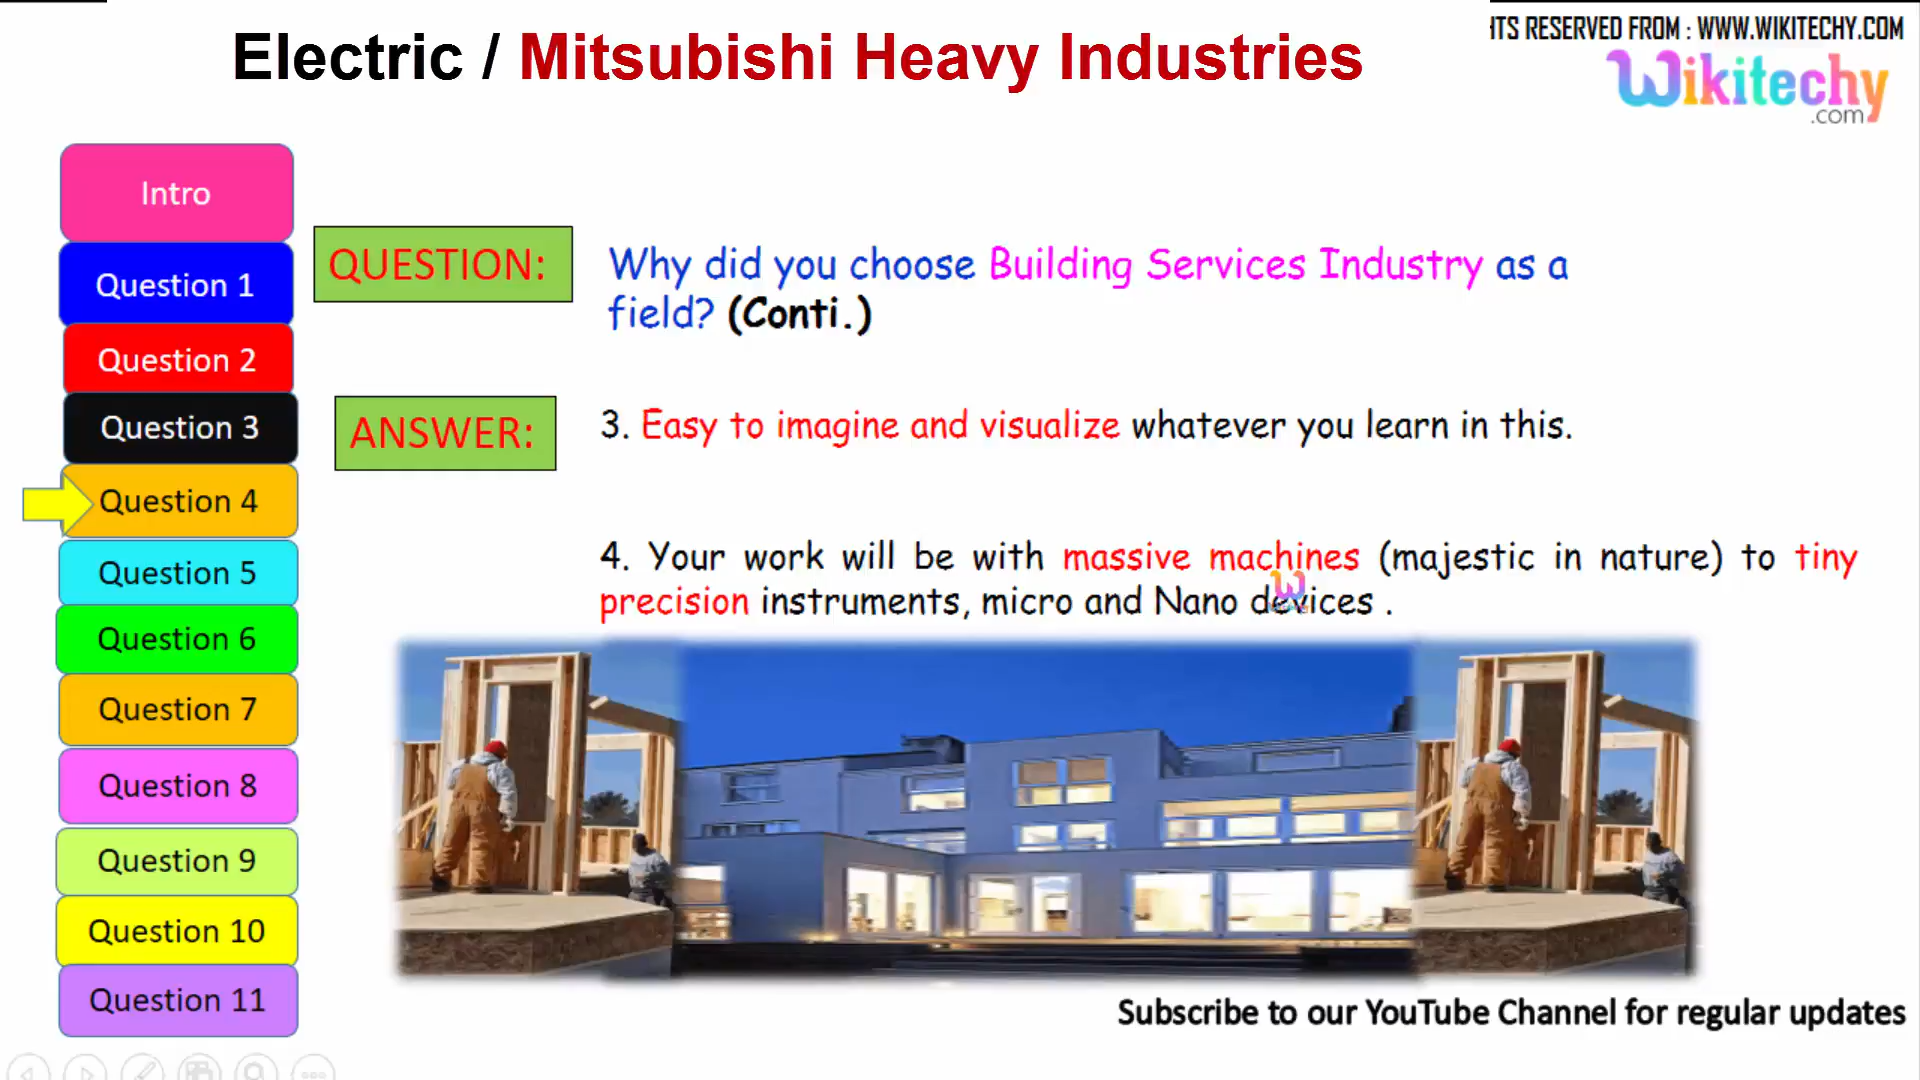 HTS RESERVED FROM : WWW.WIKITECHY.COM
Electric / Mitsubishi Heavy Industries
Wikitechy
.com
Intro
Question 1
Question 2
Question 3
Question 4
Question 5
Question 6
Question 7
Question 8
Question 9
Question 10
Question 11
QUESTION:
Why did you choose Building Services Industry as a
field? (Conti.)
ANSWER:
3. Easy to imagine and visualize whatever you learn in this.
4. Your work will be with massive machines (majestic in nature) to tiny
precision instruments, micro and Nano devices .
Subscribe to our YouTube Channel for regular updates